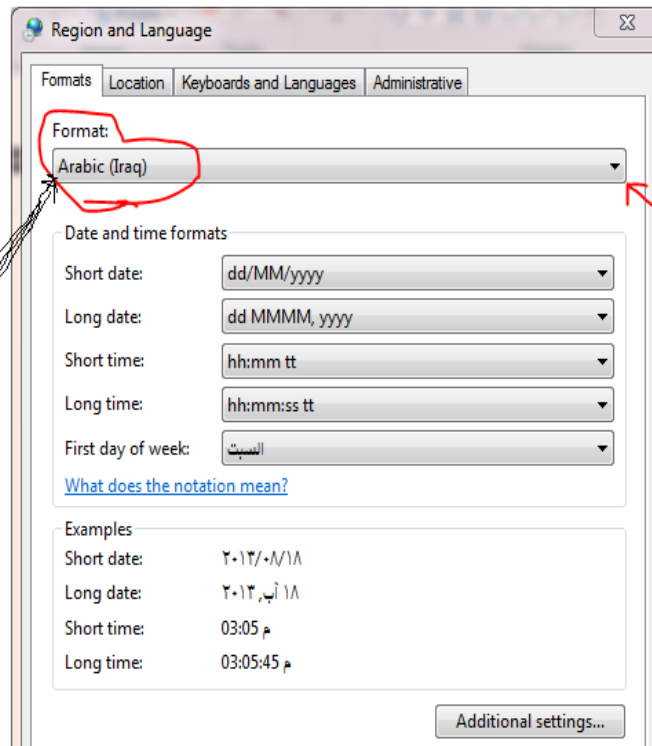 Region and Language
Formats Location Keyboards and Languages Administrative
Format:
Arabic (Iraq)
Date and time formats
Short date: dd/MM/yyyy
Long date: dd MMMM, yyyy
Short time: hh:mm tt
Long time: hh:mm:ss tt
First day of week: السبت
What does the notation mean?
Examples
Short date: ٢٠١٣/٠٨/١٨
Long date: ١٨ آب, ٢٠١٣
Short time: 03:05 م
Long time: 03:05:45 م
Additional settings...